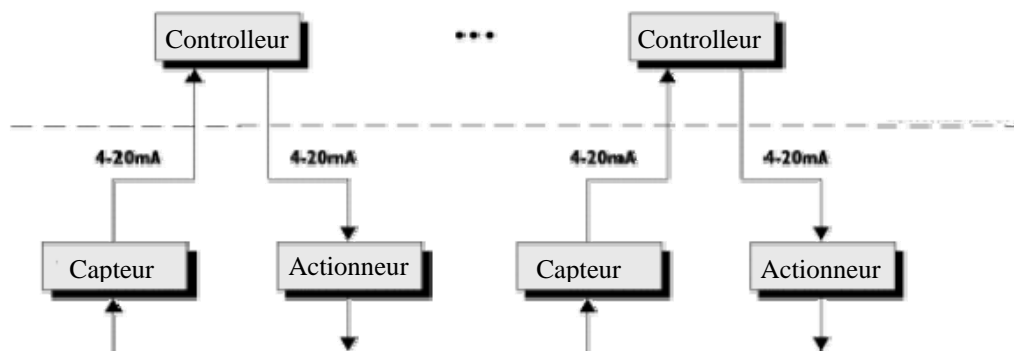 Controlleur ... Controlleur
4-20mA 4-20mA 4-20mA 4-20mA
Capteur Actionneur Capteur Actionneur